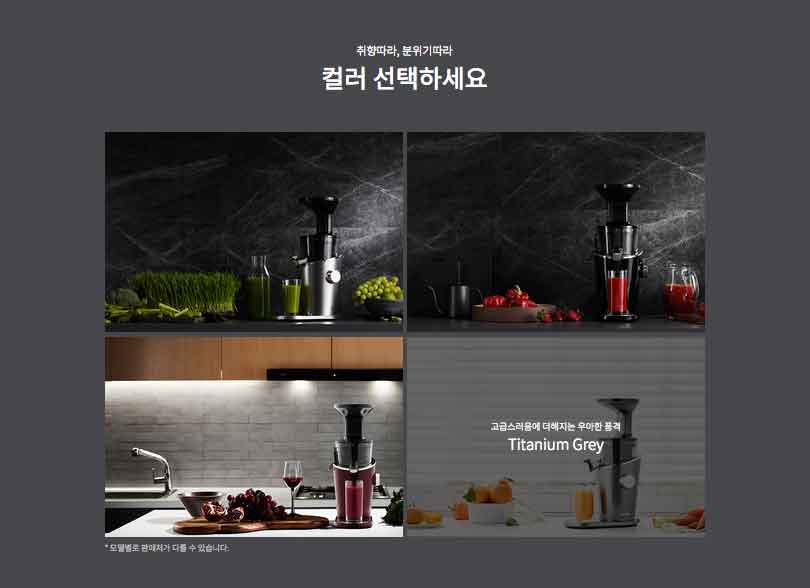 취향따라, 분위기따라
컬러 선택하세요
고급스러움에 더해지는 우아한 품격
Titanium Grey
* 모델별로 판매처가 다를 수 있습니다.